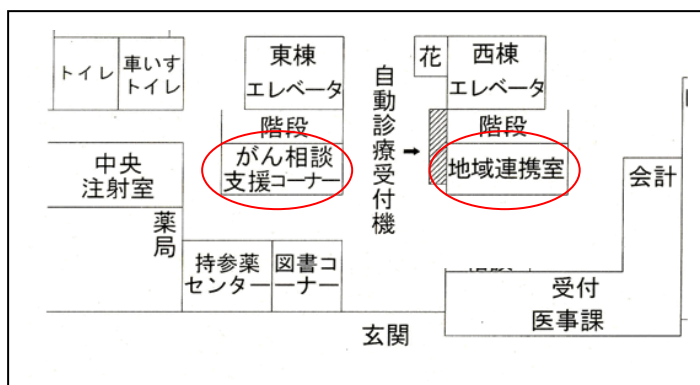 トイレ
車いす
トイレ
東棟
エレベータ
階段
がん相談
支援コーナー
中央
注射室
薬局
持参薬
センター
図書コ
ーナー
自動診療受付機
→
花
西棟
エレベータ
階段
地域連携室
会計
受付
医事課
玄関